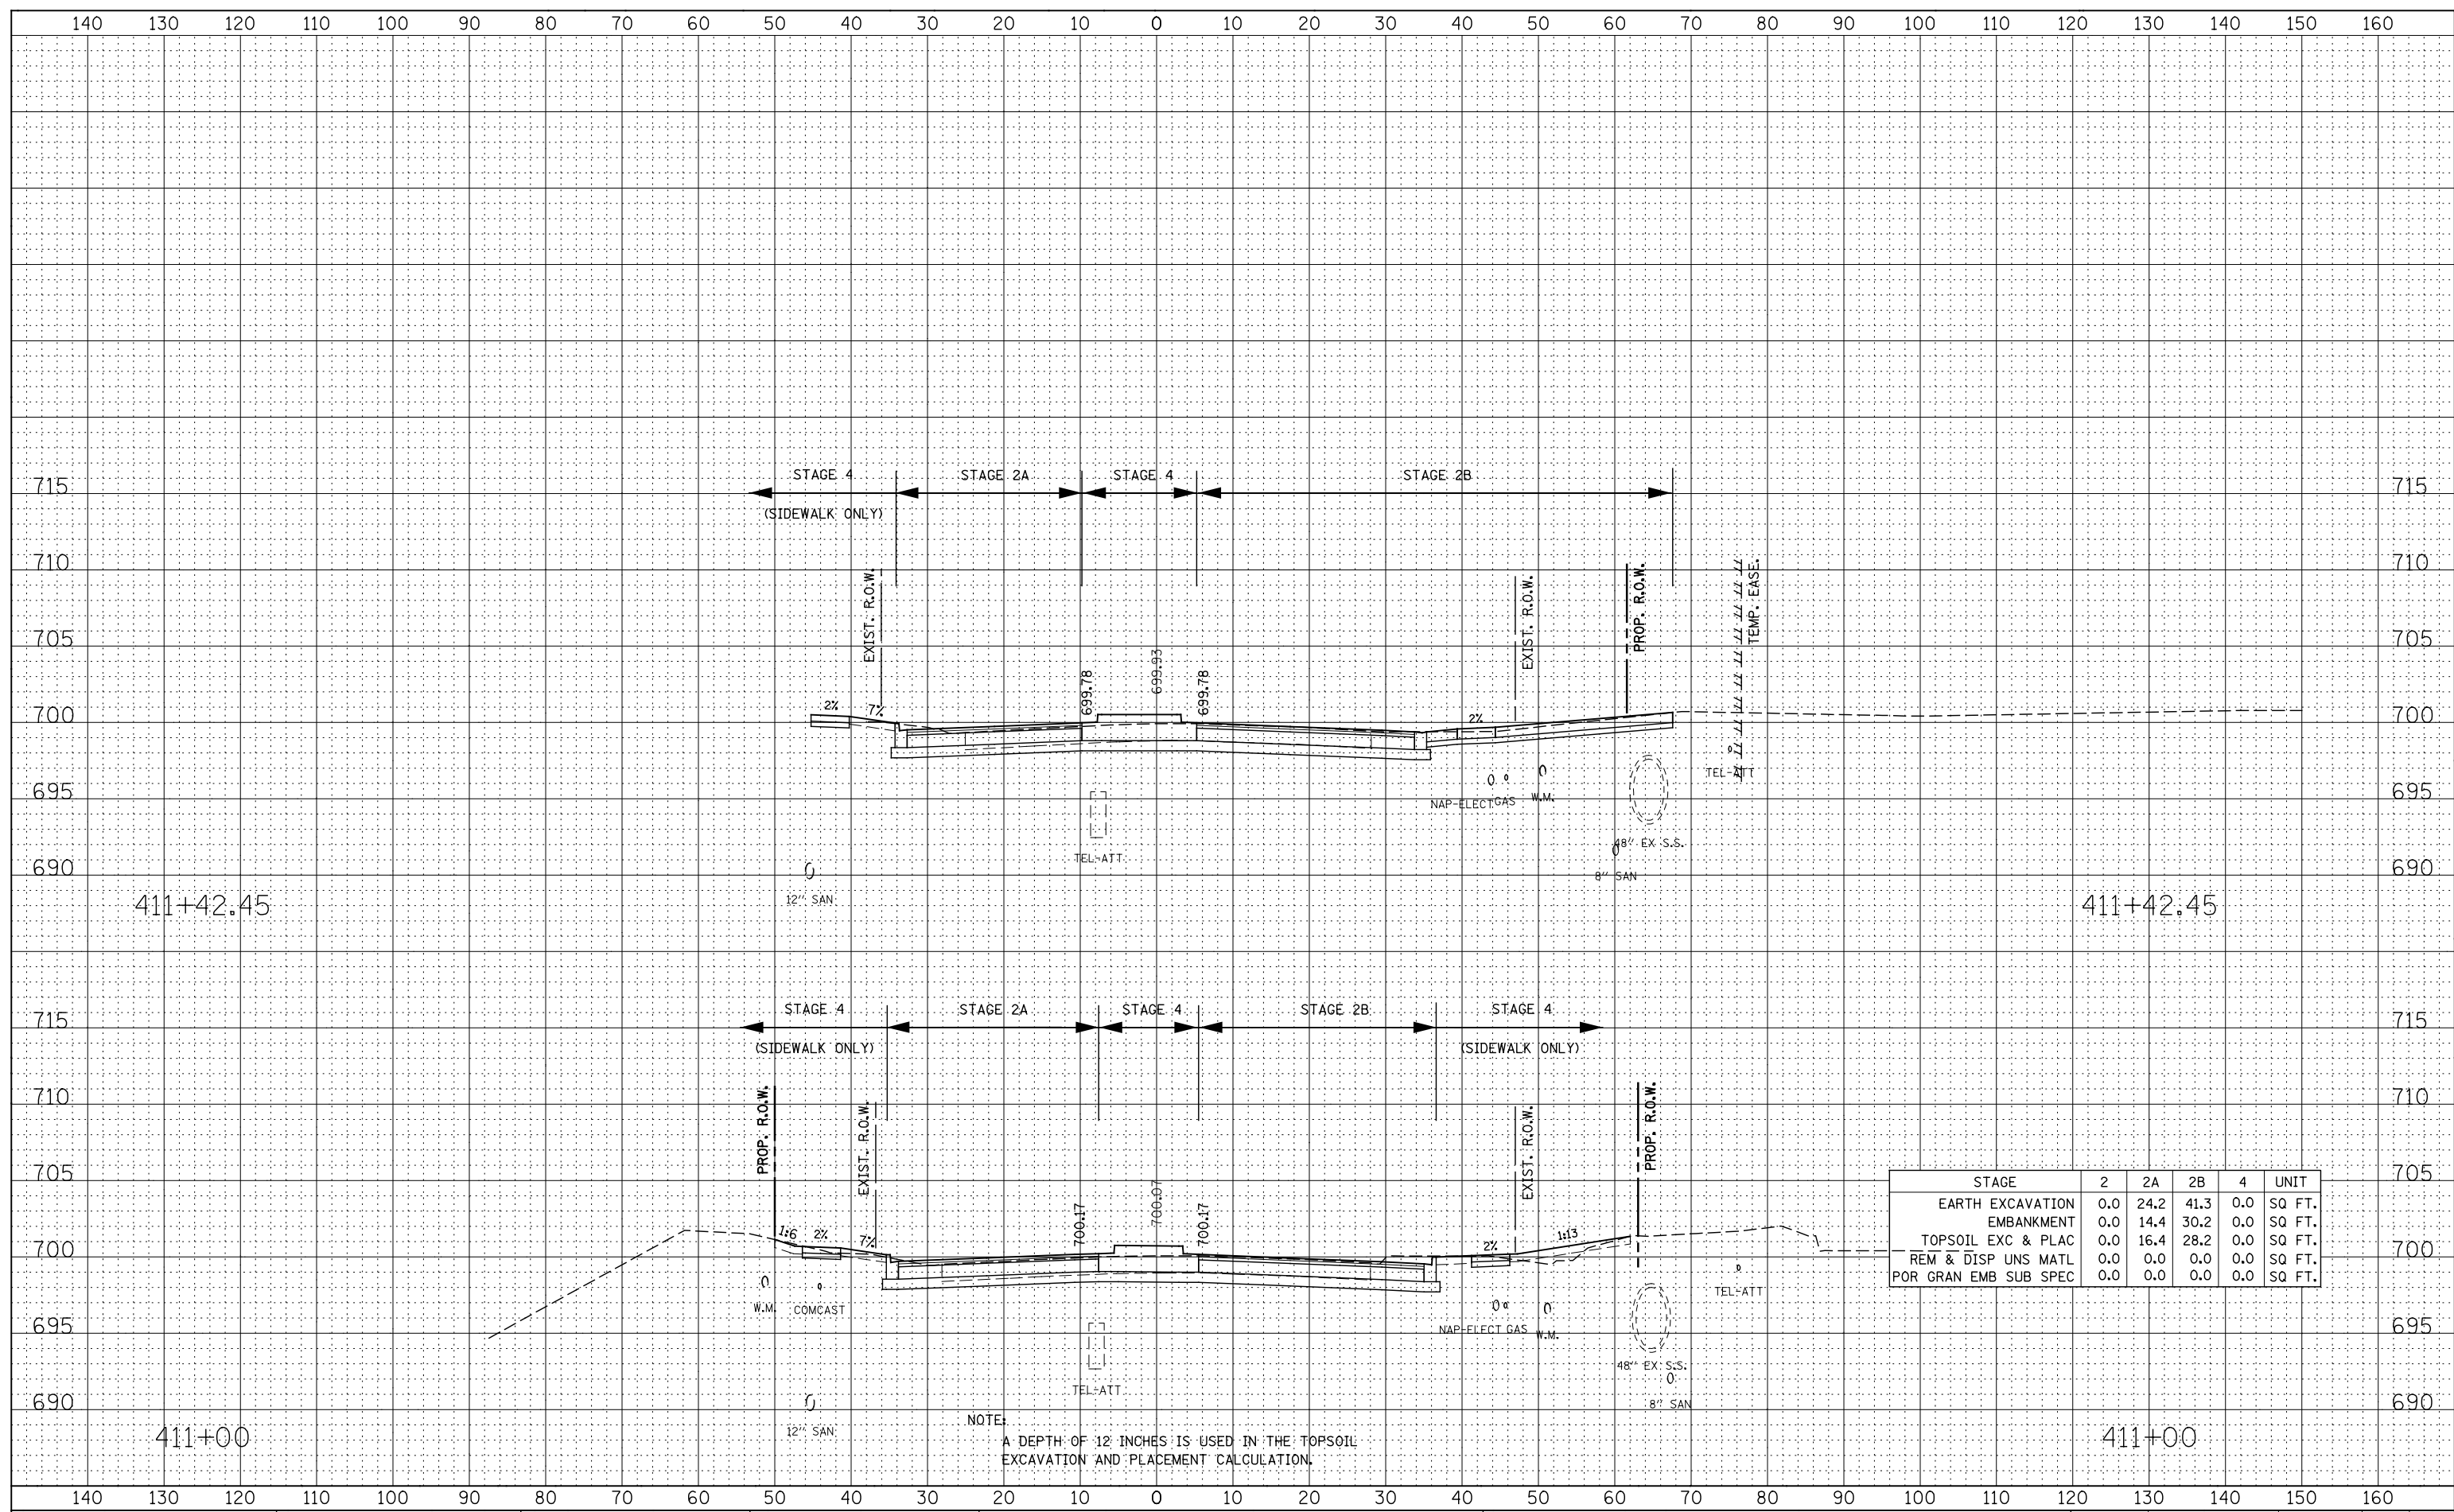 140 130 120 110 100 90 80 70 60 50 40 30 20 10 0 10 20 30 40 50 60 70 80 90 100 110 120 130 140 150 160
STAGE 4 STAGE 2A STAGE 4 STAGE 2B
715 715
(SIDEWALK ONLY)
710 710
EXIST. R.O.W. EXIST. R.O.W. PROP. R.O.W. TEMP. EASE.
705 705
699.78 699.93 699.78
700 2% 7% 2% 700
TEL-ATT
695 NAP-ELECT GAS W.M. 695
48" EX S.S.
TEL-ATT
690 8" SAN 690
12" SAN
411+42.45 411+42.45
STAGE 4 STAGE 2A STAGE 4 STAGE 2B STAGE 4
715 715
(SIDEWALK ONLY) (SIDEWALK ONLY)
710 710
PROP. R.O.W. EXIST. R.O.W. EXIST. R.O.W. PROP. R.O.W.
705 705
STAGE 2 2A 2B 4 UNIT
EARTH EXCAVATION 0.0 24.2 41.3 0.0 SQ FT.
EMBANKMENT 0.0 14.4 30.2 0.0 SQ FT.
TOPSOIL EXC & PLAC 0.0 16.4 28.2 0.0 SQ FT.
REM & DISP UNS MATL 0.0 0.0 0.0 0.0 SQ FT.
POR GRAN EMB SUB SPEC 0.0 0.0 0.0 0.0 SQ FT.
700.17 700.07 700.17
1:6 2% 7% 2% 1:13
700 700
TEL-ATT
W.M. COMCAST
695 NAP-ELECT GAS W.M. 695
48" EX S.S.
TEL-ATT
690 8" SAN 690
12" SAN
411+00 411+00
NOTE:
A DEPTH OF 12 INCHES IS USED IN THE TOPSOIL
EXCAVATION AND PLACEMENT CALCULATION.
140 130 120 110 100 90 80 70 60 50 40 30 20 10 0 10 20 30 40 50 60 70 80 90 100 110 120 130 140 150 160